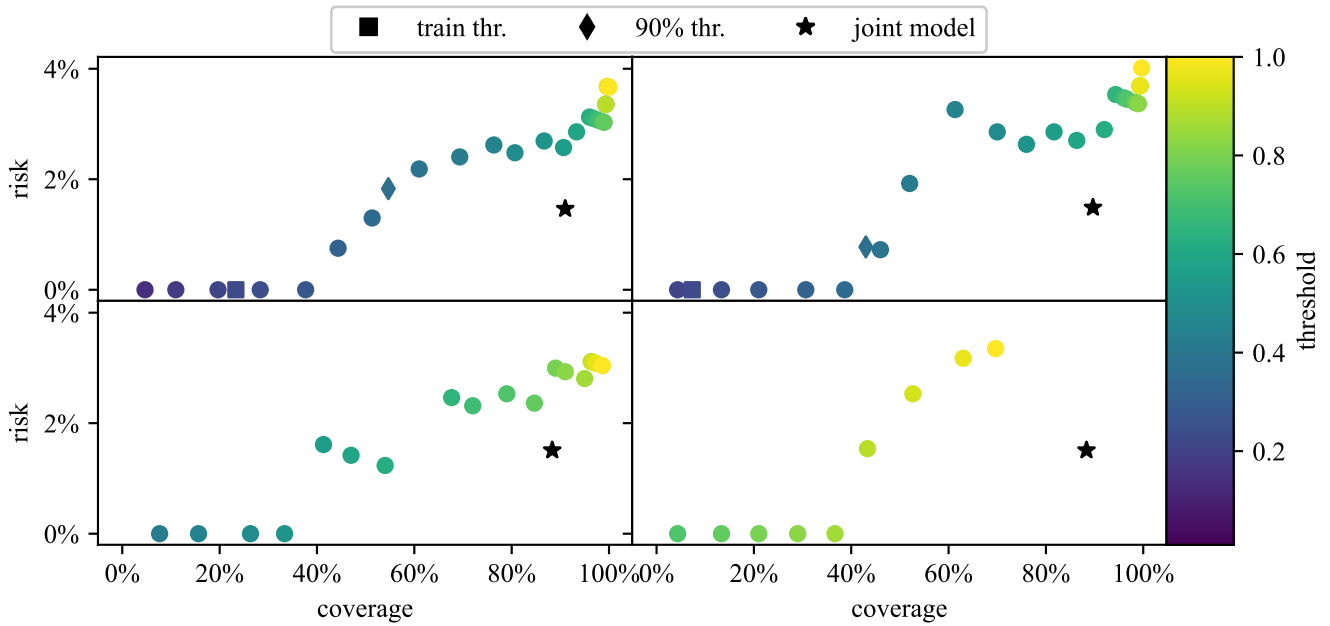 train thr. 90% thr. joint model
4% 1.0
0.8
risk 2%
0.6
0% threshold
4%
0.4
risk 2%
0.2
0%
0% 20% 40% 60% 80% 100% 0% 20% 40% 60% 80% 100%
coverage coverage